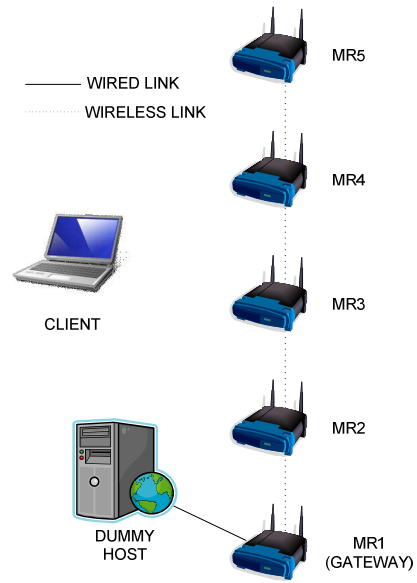 MR5
WIRED LINK
WIRELESS LINK
MR4
MR3
CLIENT
MR2
DUMMY
HOST
MR1
(GATEWAY)